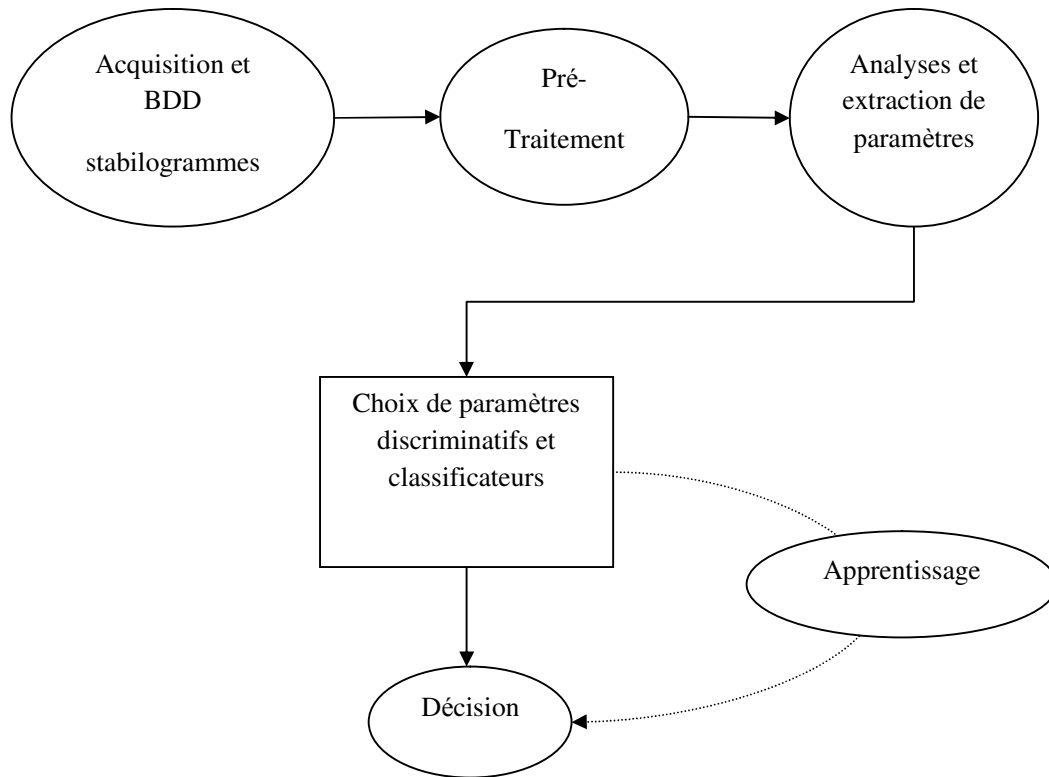 Acquisition et
BDD
stabilogrammes
Pré-
Traitement
Analyses et
extraction de
paramètres
Choix de paramètres
discriminatifs et
classificateurs
Apprentissage
Décision